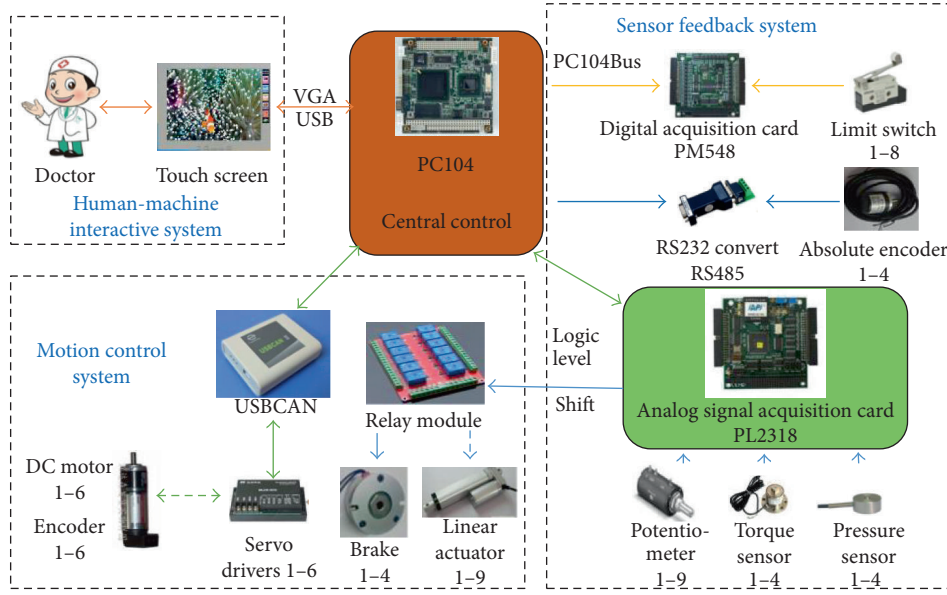 Sensor feedback system
PC104Bus
VGA
USB
Digital acquisition card
PM548
Limit switch
1–8
Doctor
Touch screen
Human-machine
interactive system
PC104
Central control
RS232 convert
RS485
Absolute encoder
1–4
Motion control
system
USBCAN
USBCAN
Relay module
Logic
level
Shift
Analog signal acquisition card
PL2318
DC motor
1–6
Encoder
1–6
Servo
drivers 1–6
Brake
1–4
Linear
actuator
1–9
Potentio-
meter
1–9
Torque
sensor
1–4
Pressure
sensor
1–4